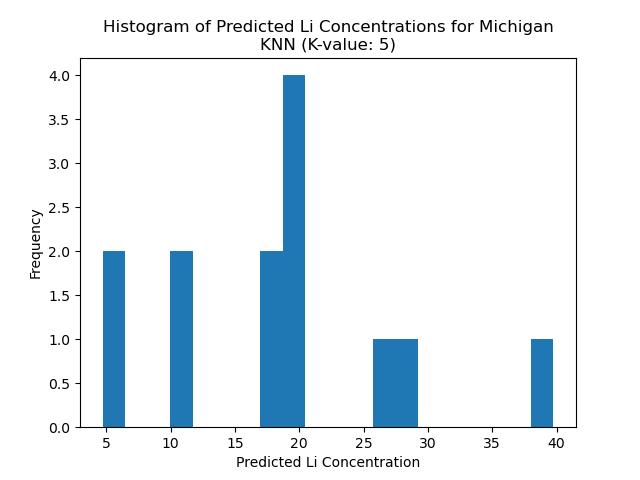 Histogram of Predicted Li Concentrations for Michigan
KNN (K-value: 5)
4.0
3.5
3.0
2.5
2.0
1.5
1.0
0.5
0.0
Frequency
5 10 15 20 25 30 35 40
Predicted Li Concentration